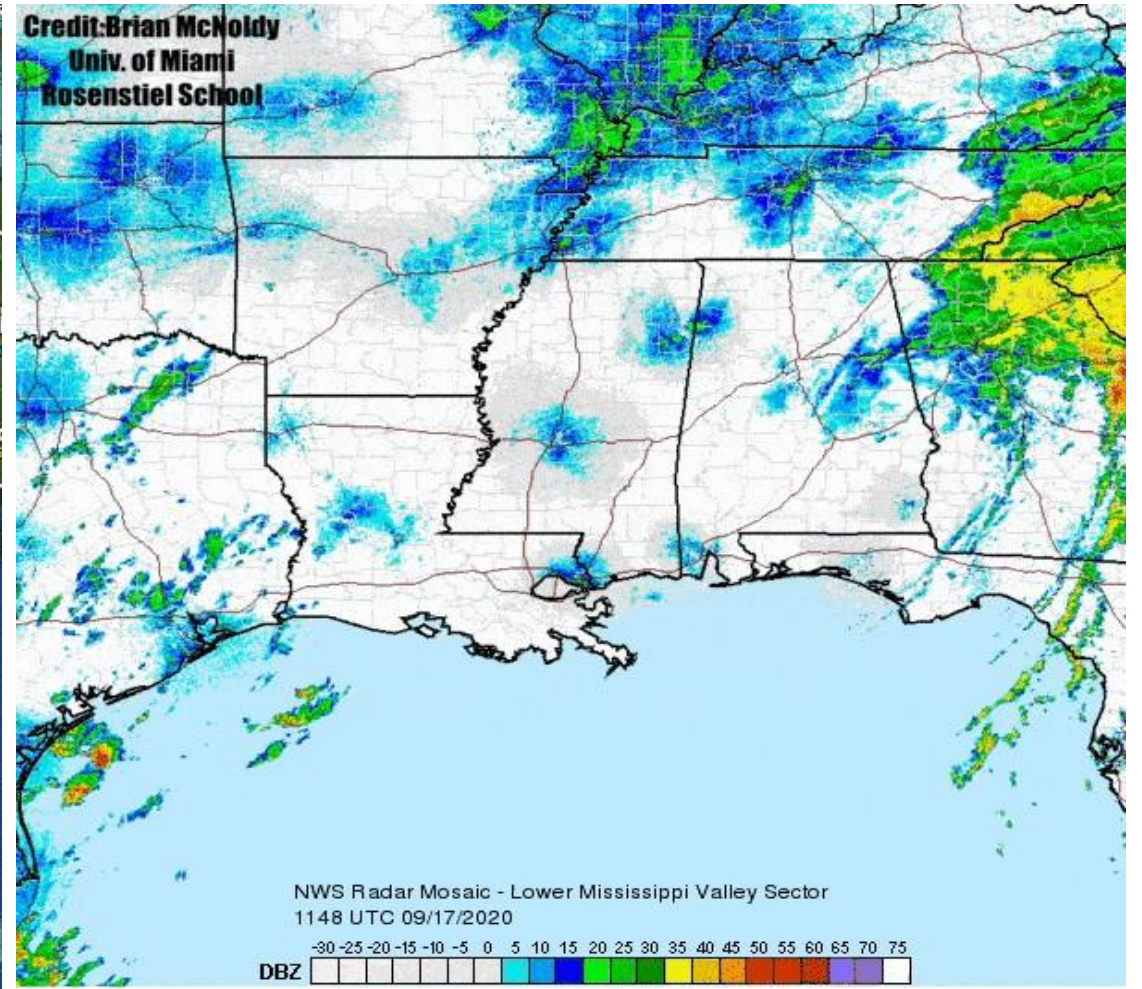 Credit:Brian McNoldy
Univ. of Miami
Rosenstiel School
NWS Radar Mosaic - Lower Mississippi Valley Sector
1148 UTC 09/17/2020
-30 -25 -20 -15 -10 -5 0 5 10 15 20 25 30 35 40 45 50 55 60 65 70 75
DBZ